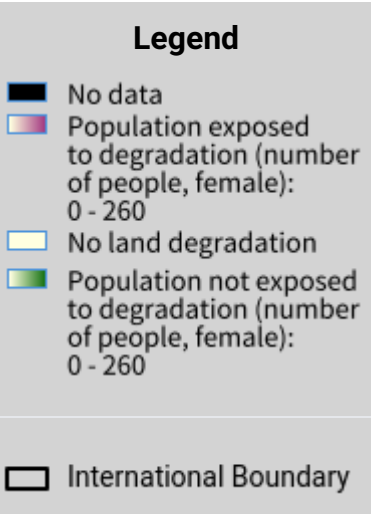 Legend
No data
Population exposed
to degradation (number
of people, female):
0 - 260
No land degradation
Population not exposed
to degradation (number
of people, female):
0 - 260
International Boundary